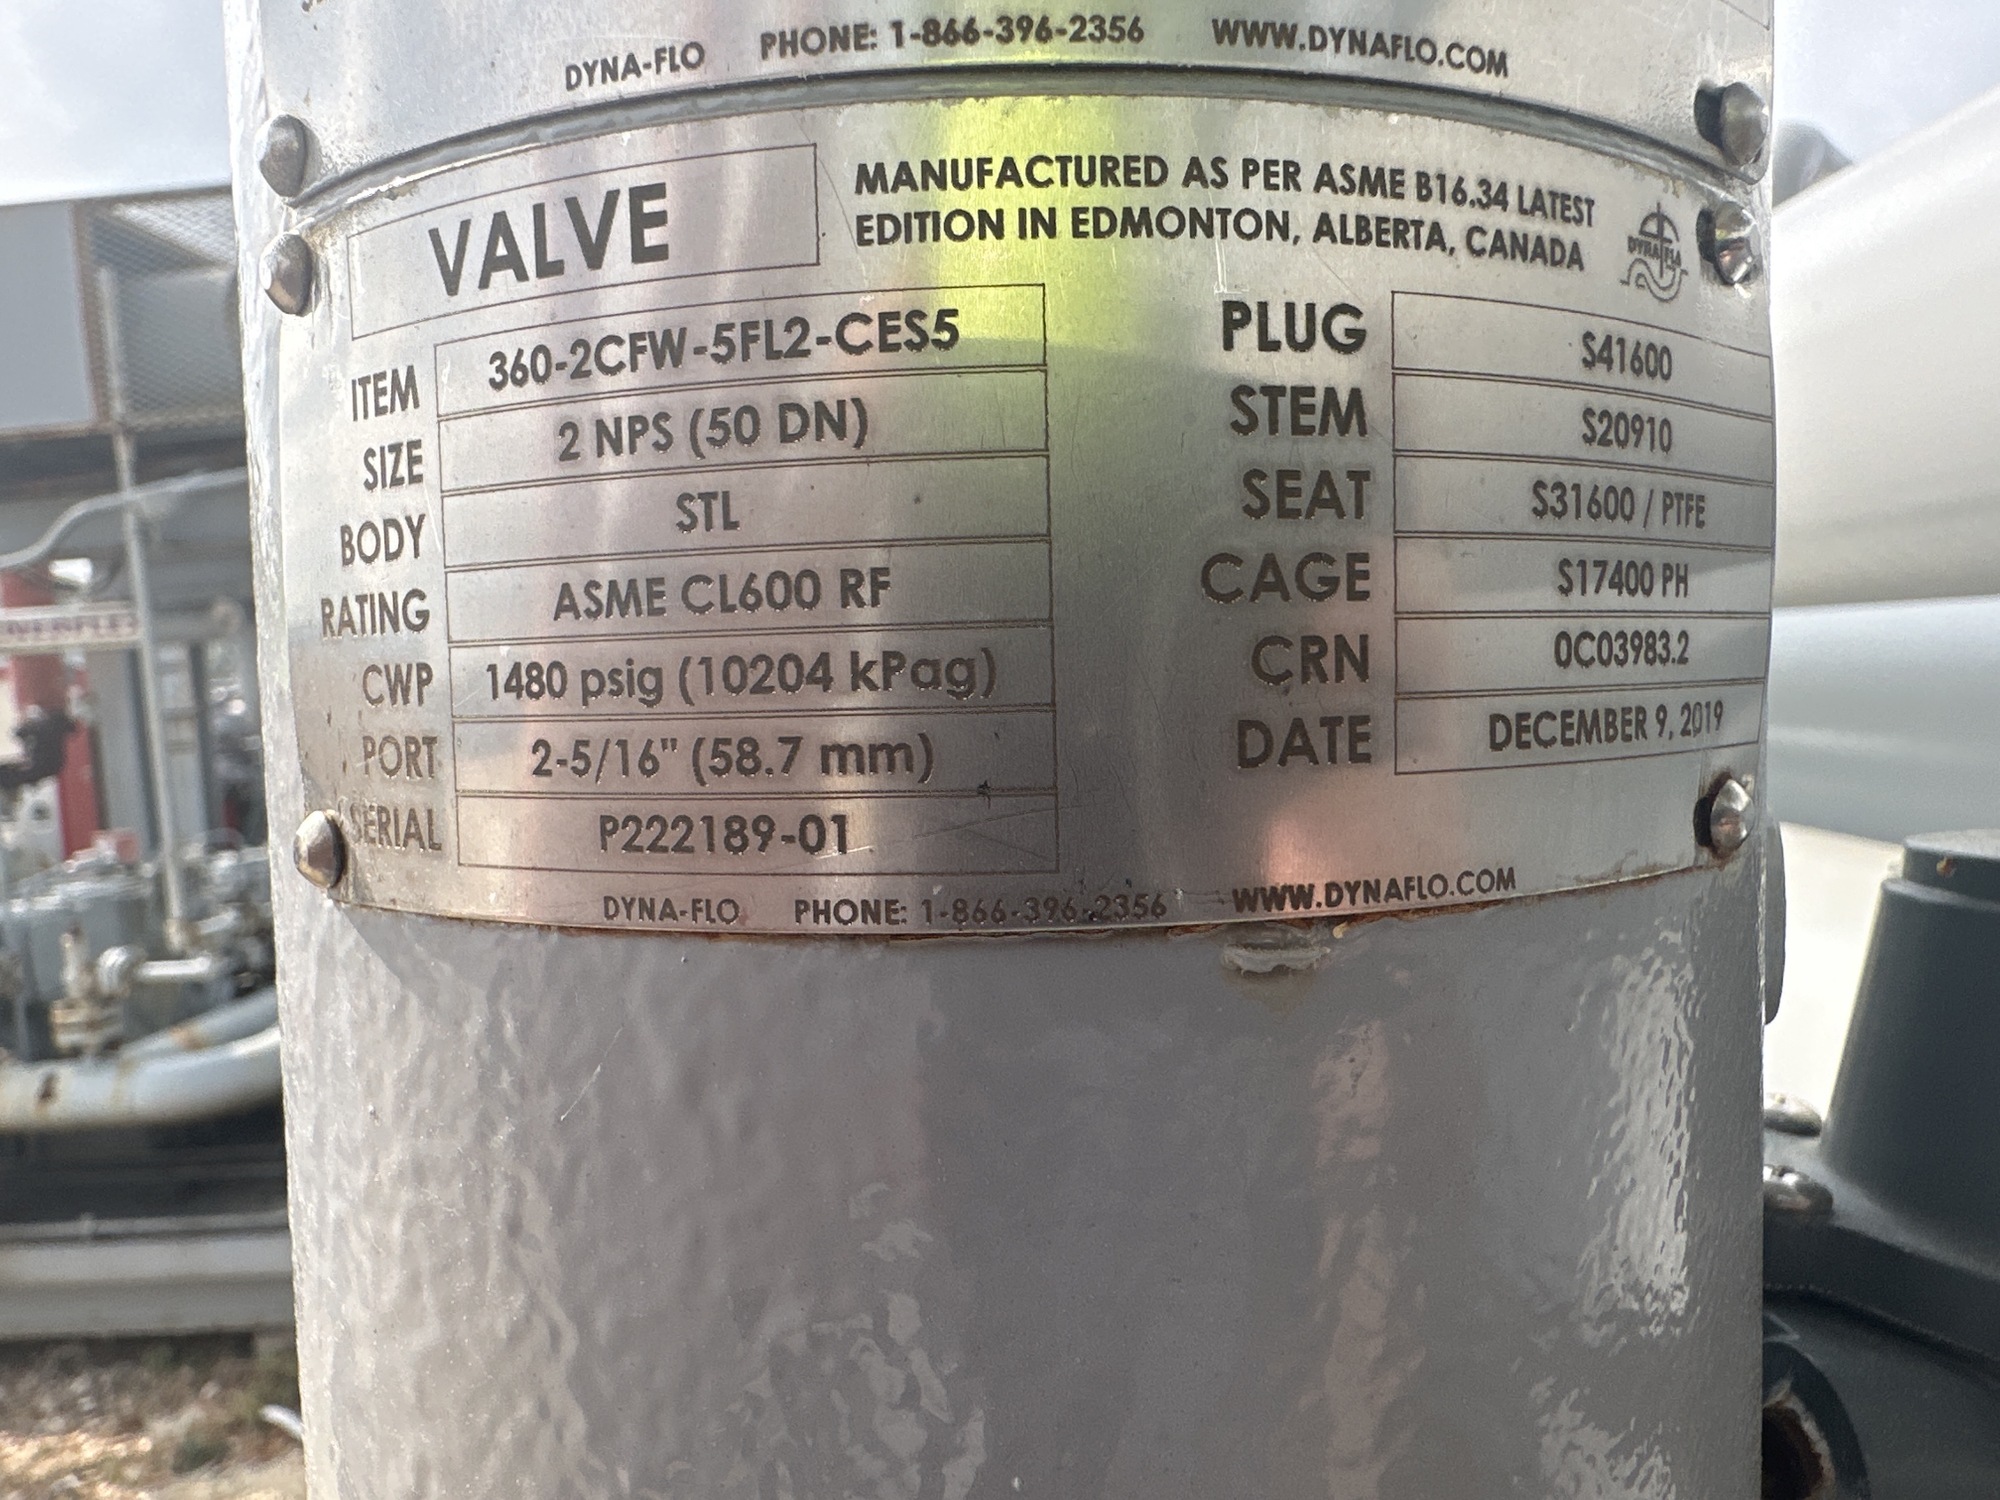 DYNA-FLO PHONE: 1-866-396-2356 WWW.DYNAFLO.COM
VALVE
MANUFACTURED AS PER ASME B16.34 LATEST
EDITION IN EDMONTON, ALBERTA, CANADA
DYNAFLO
ITEM 360-2CFW-5FL2-CES5
SIZE 2 NPS (50 DN)
BODY STL
RATING ASME CL600 RF
CWP 1480 psig (10204 kPag)
PORT 2-5/16" (58.7 mm)
SERIAL P222189-01
PLUG S41600
STEM S20910
SEAT S31600 / PTFE
CAGE S17400 PH
CRN 0C03983.2
DATE DECEMBER 9, 2019
DYNA-FLO PHONE: 1-866-396-2356 WWW.DYNAFLO.COM